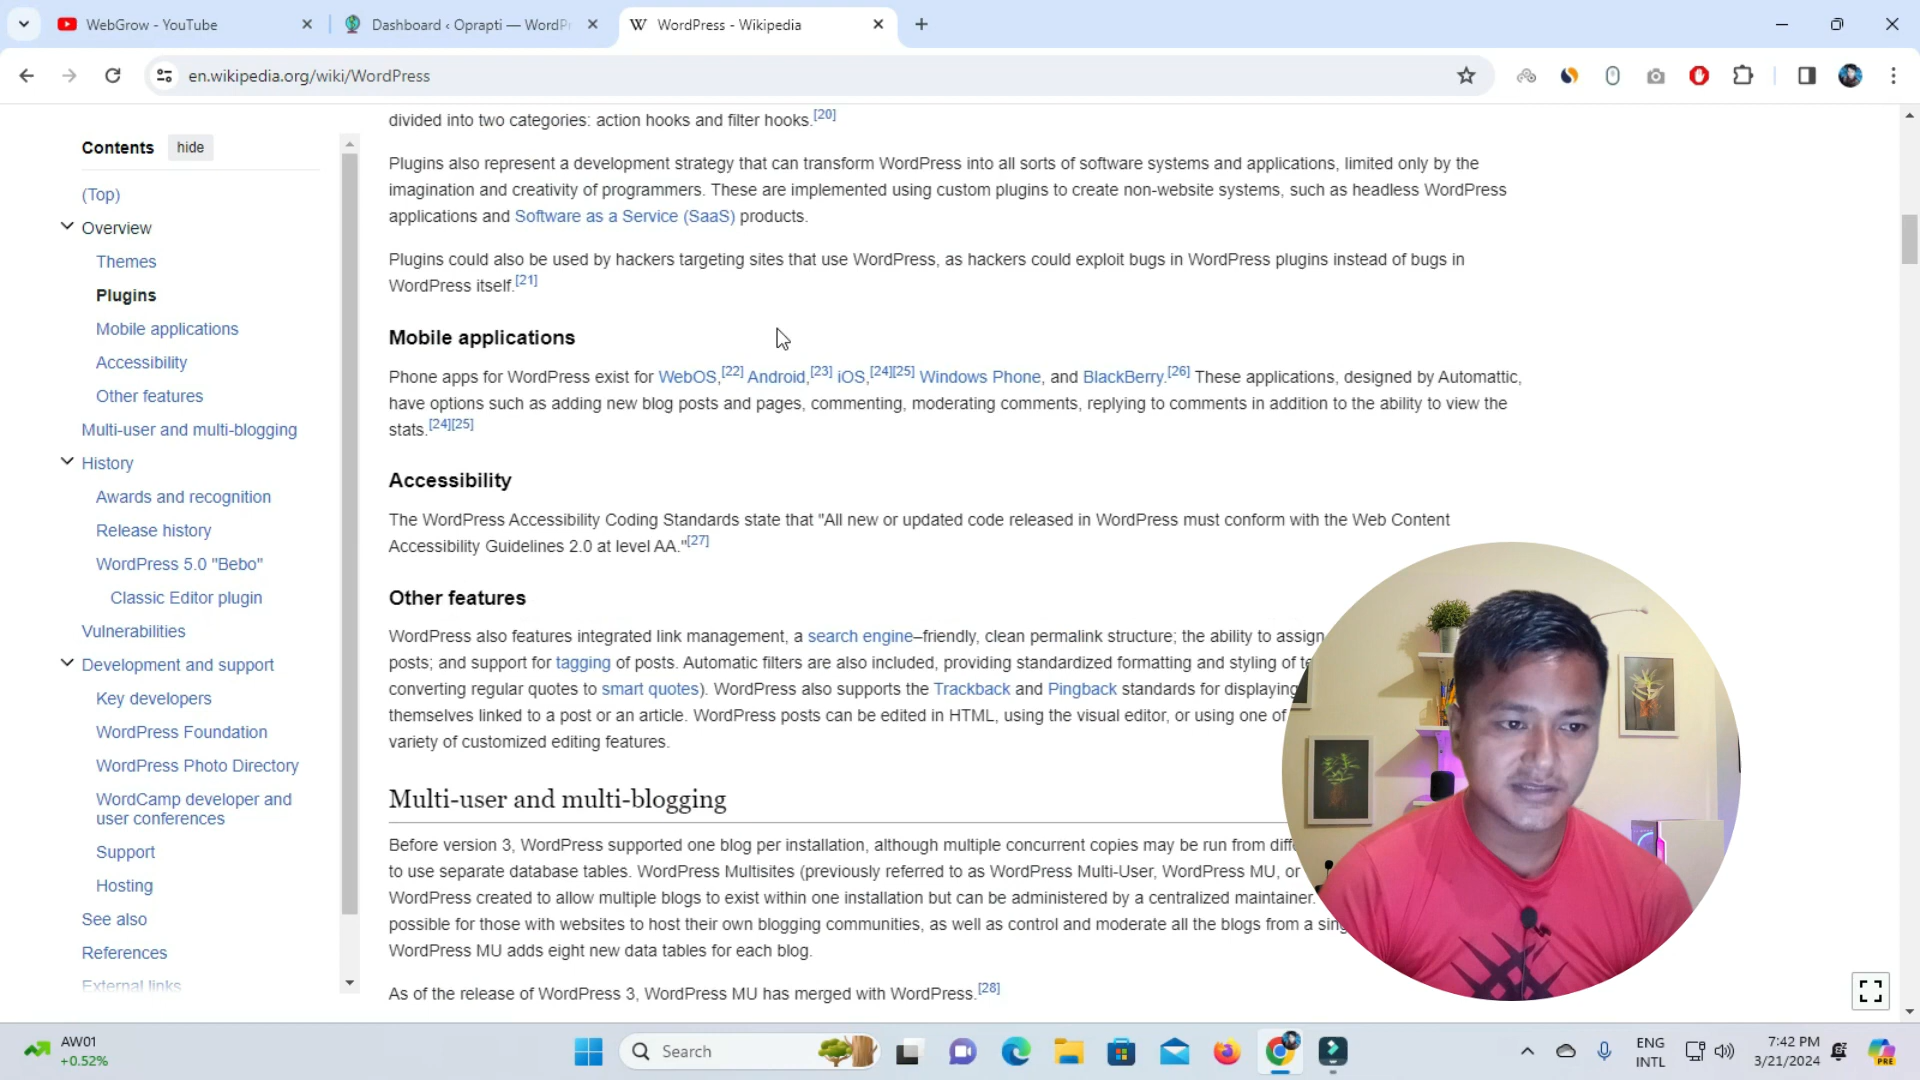 WebGrow - YouTube
Dashboard ‹ Oprapti — WordPr
WordPress - Wikipedia
en.wikipedia.org/wiki/WordPress
Contents hide
(Top)
Overview
Themes
Plugins
Mobile applications
Accessibility
Other features
Multi-user and multi-blogging
History
Awards and recognition
Release history
WordPress 5.0 "Bebo"
Classic Editor plugin
Vulnerabilities
Development and support
Key developers
WordPress Foundation
WordPress Photo Directory
WordCamp developer and
user conferences
Support
Hosting
See also
References
External links
divided into two categories: action hooks and filter hooks.[20]
Plugins also represent a development strategy that can transform WordPress into all sorts of software systems and applications, limited only by the
imagination and creativity of programmers. These are implemented using custom plugins to create non-website systems, such as headless WordPress
applications and Software as a Service (SaaS) products.
Plugins could also be used by hackers targeting sites that use WordPress, as hackers could exploit bugs in WordPress plugins instead of bugs in
WordPress itself.[21]
Mobile applications
Phone apps for WordPress exist for WebOS,[22] Android,[23] iOS,[24][25] Windows Phone, and BlackBerry.[26] These applications, designed by Automattic,
have options such as adding new blog posts and pages, commenting, moderating comments, replying to comments in addition to the ability to view the
stats.[24][25]
Accessibility
The WordPress Accessibility Coding Standards state that "All new or updated code released in WordPress must conform with the Web Content
Accessibility Guidelines 2.0 at level AA."[27]
Other features
WordPress also features integrated link management, a search engine–friendly, clean permalink structure; the ability to assign
posts; and support for tagging of posts. Automatic filters are also included, providing standardized formatting and styling of te
converting regular quotes to smart quotes). WordPress also supports the Trackback and Pingback standards for displaying
themselves linked to a post or an article. WordPress posts can be edited in HTML, using the visual editor, or using one of
variety of customized editing features.
Multi-user and multi-blogging
Before version 3, WordPress supported one blog per installation, although multiple concurrent copies may be run from diffe
to use separate database tables. WordPress Multisites (previously referred to as WordPress Multi-User, WordPress MU, or
WordPress created to allow multiple blogs to exist within one installation but can be administered by a centralized maintainer.
possible for those with websites to host their own blogging communities, as well as control and moderate all the blogs from a sing
WordPress MU adds eight new data tables for each blog.
As of the release of WordPress 3, WordPress MU has merged with WordPress.[28]
AW01
+0.52%
Search
ENG
INTL
7:42 PM
3/21/2024
PRE